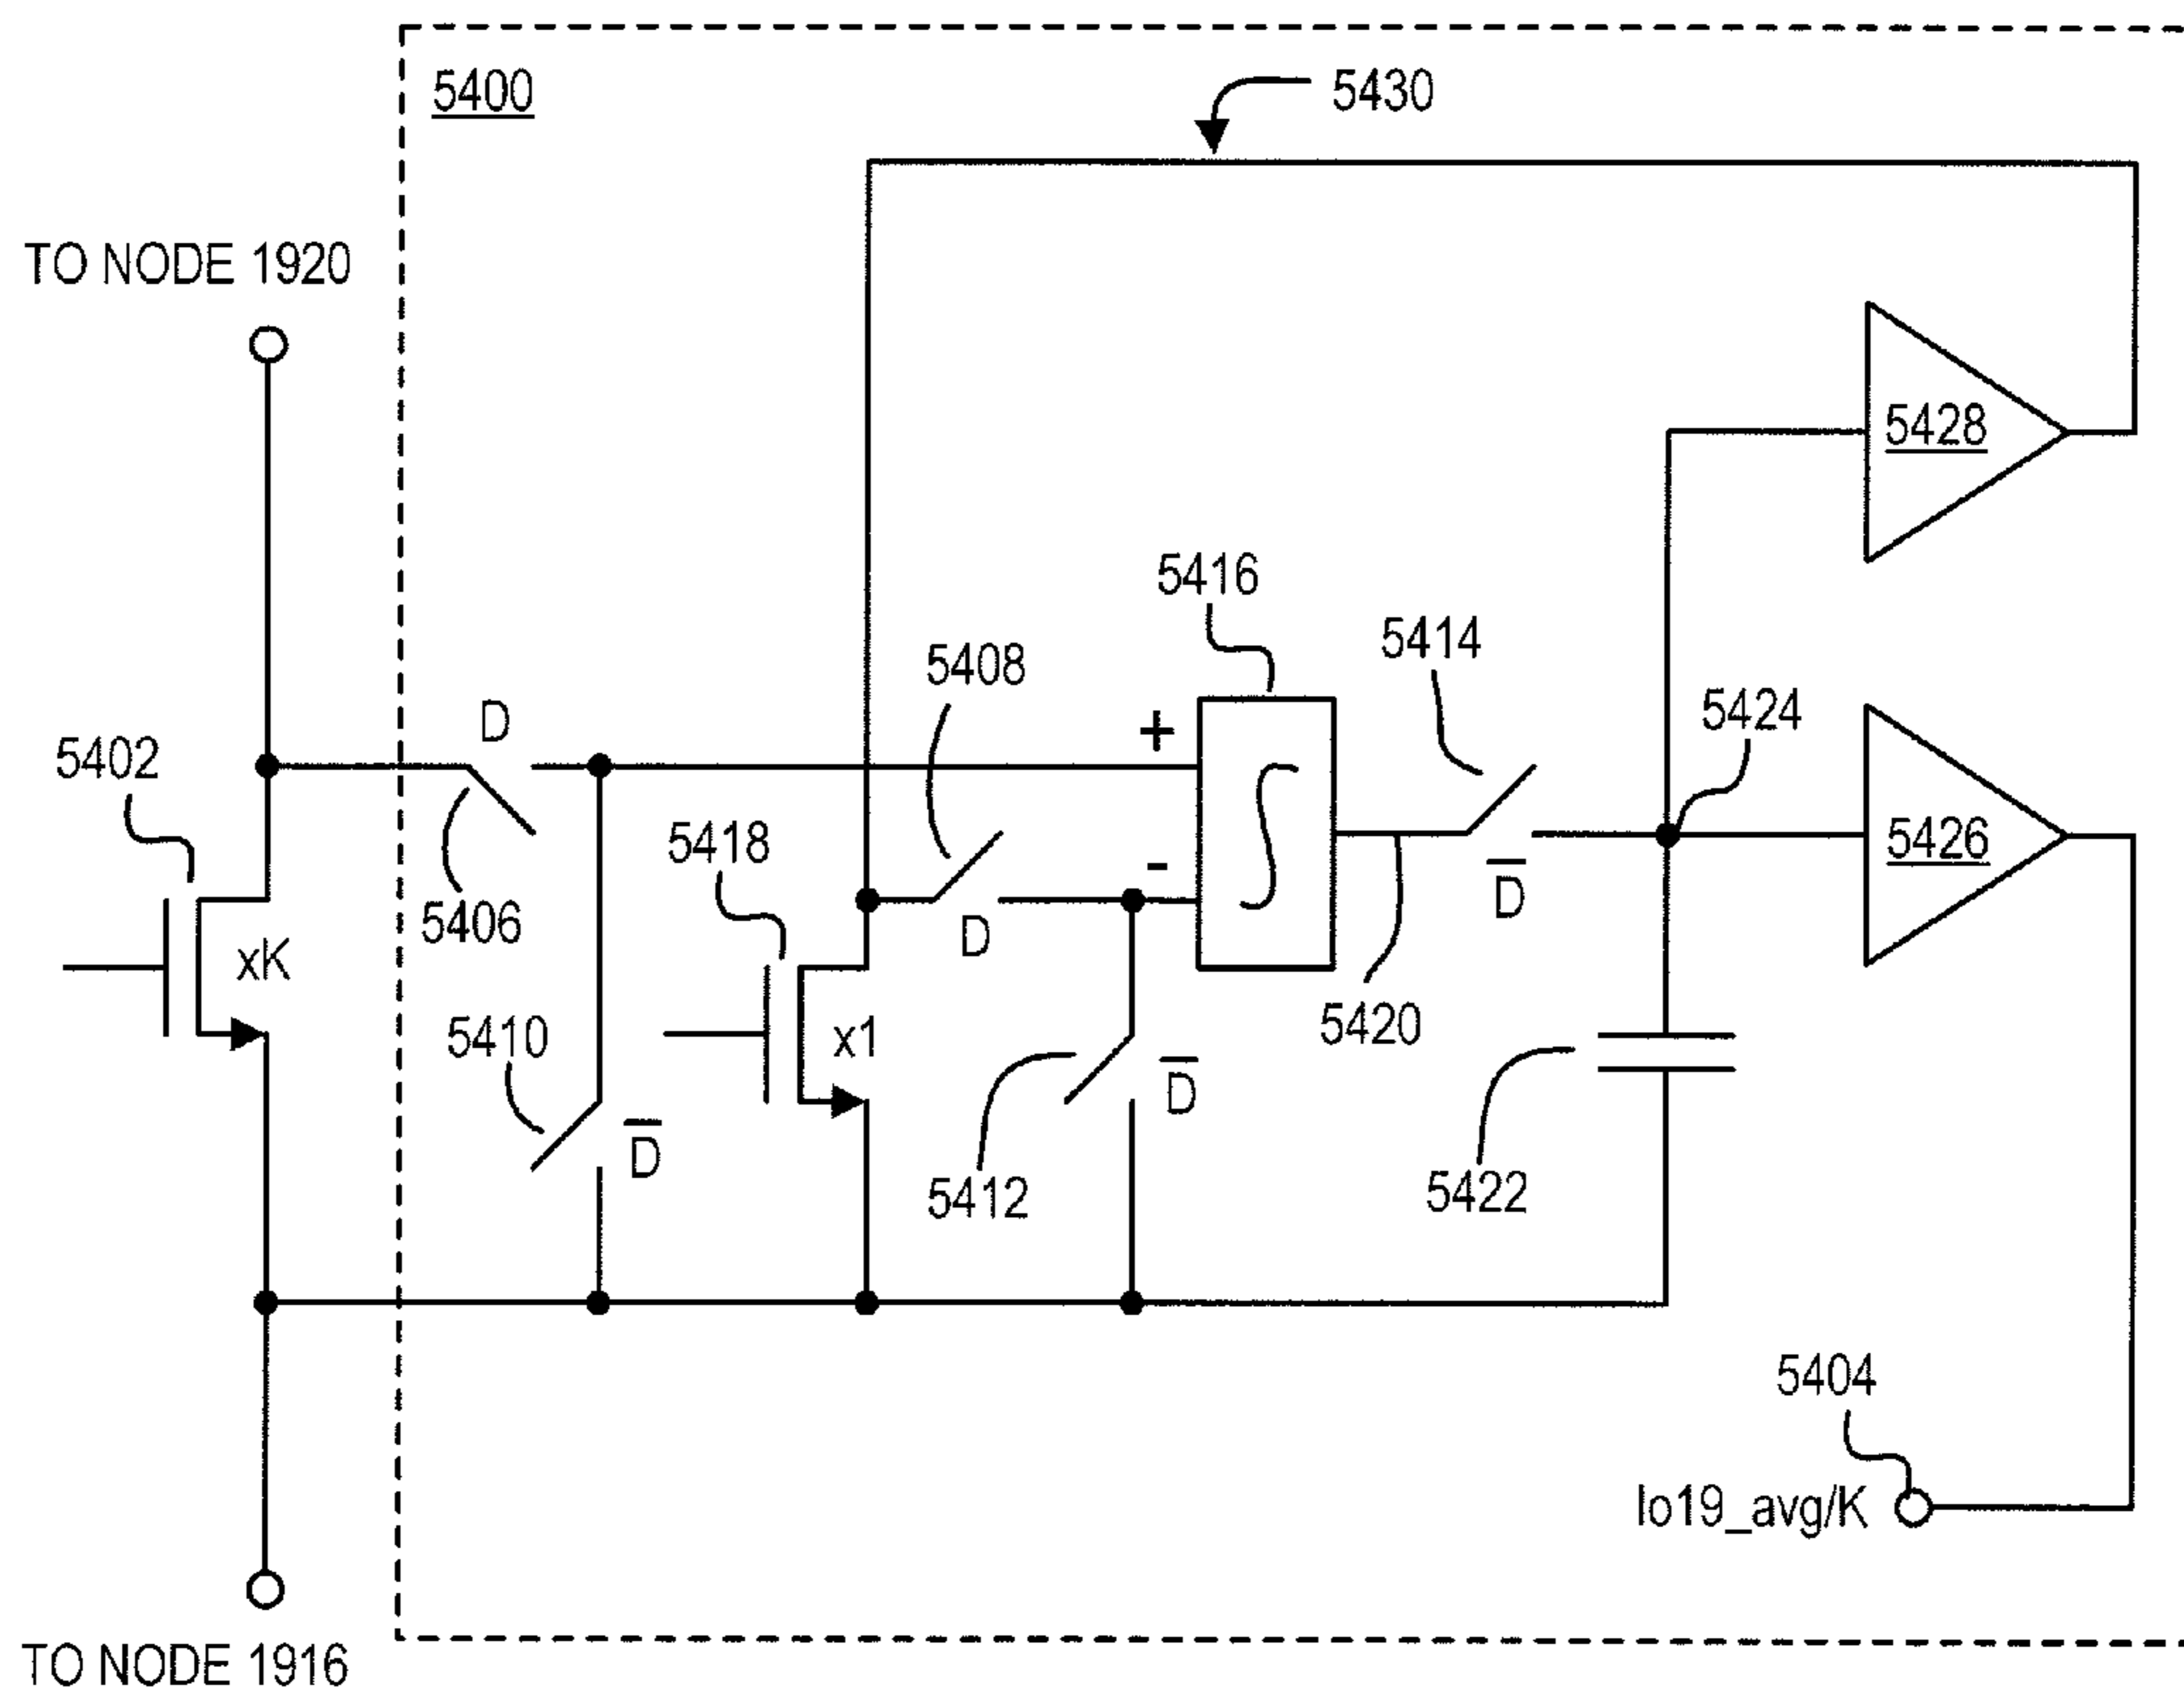 5400
5430
TO NODE 1920
5428
5416
5414
5408
5424
D
+
5402
5418
5426
-
D̅
5406
D
xK
5420
5410
x1
D̅
D̅
5412
5422
5404
Io19_avg/K
TO NODE 1916